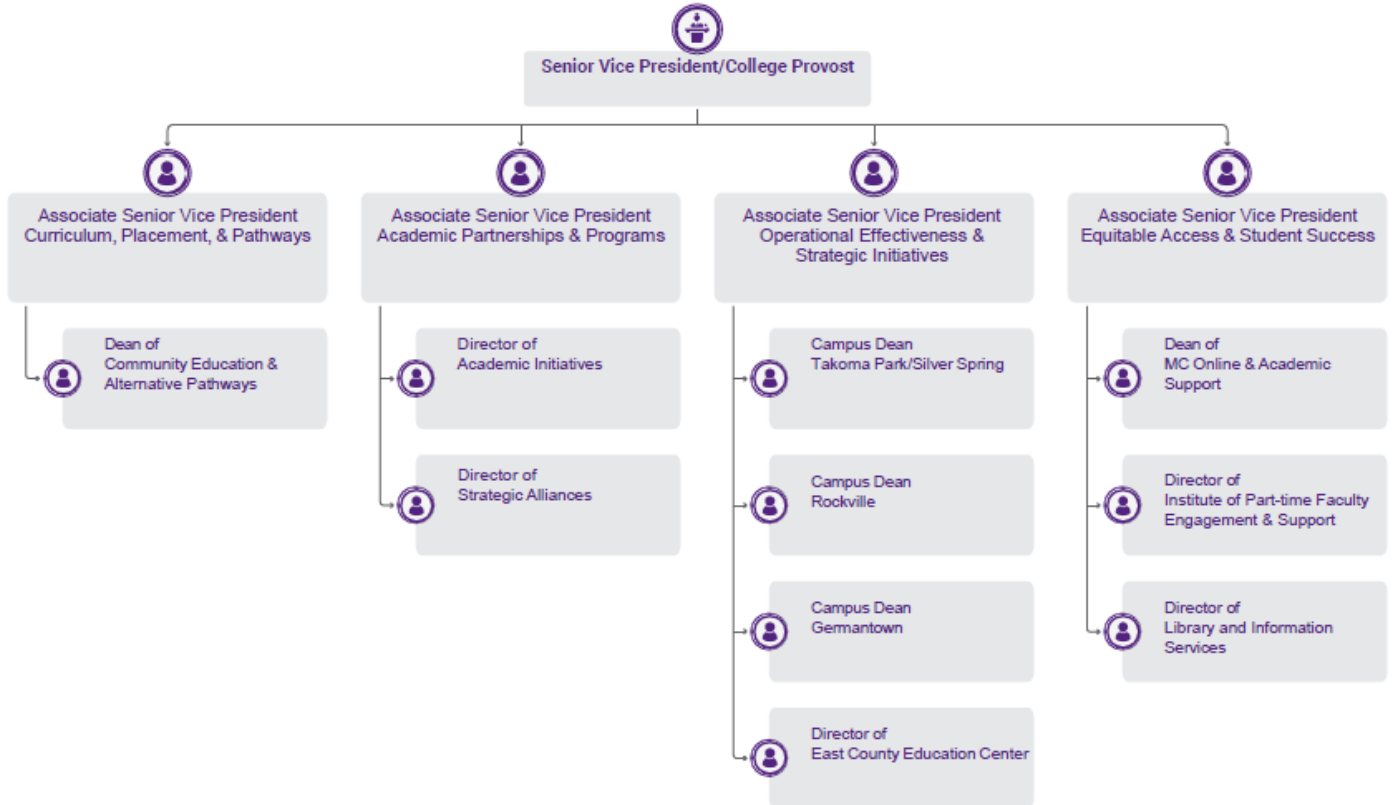 Senior Vice President/College Provost
Associate Senior Vice President
Curriculum, Placement, & Pathways
Associate Senior Vice President
Academic Partnerships & Programs
Associate Senior Vice President
Operational Effectiveness &
Strategic Initiatives
Associate Senior Vice President
Equitable Access & Student Success
Dean of
Community Education &
Alternative Pathways
Director of
Academic Initiatives
Director of
Strategic Alliances
Campus Dean
Takoma Park/Silver Spring
Campus Dean
Rockville
Campus Dean
Germantown
Director of
East County Education Center
Dean of
MC Online & Academic
Support
Director of
Institute of Part-time Faculty
Engagement & Support
Director of
Library and Information
Services